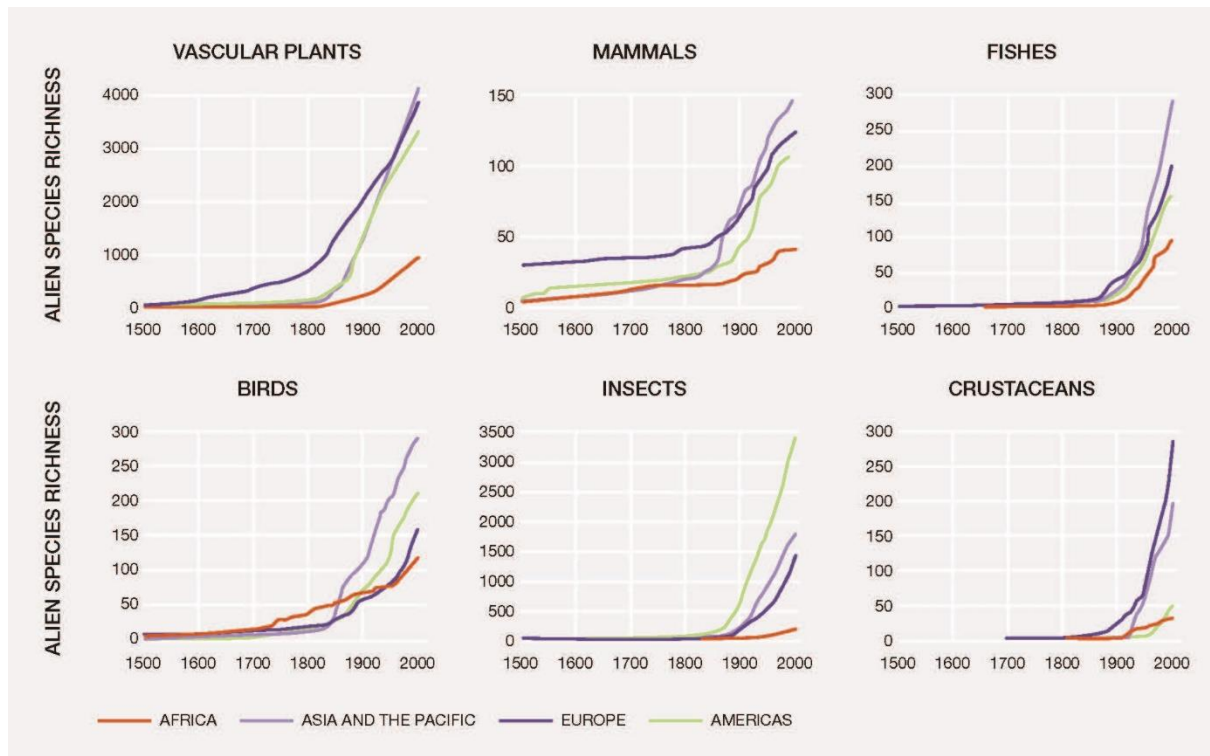 VASCULAR PLANTS
MAMMALS
FISHES
ALIEN SPECIES RICHNESS
4000
3000
2000
1000
0
1500 1600 1700 1800 1900 2000
150
100
50
0
1500 1600 1700 1800 1900 2000
300
250
200
150
100
50
0
1500 1600 1700 1800 1900 2000
BIRDS
INSECTS
CRUSTACEANS
ALIEN SPECIES RICHNESS
300
250
200
150
100
50
0
1500 1600 1700 1800 1900 2000
3500
3000
2500
2000
1500
1000
500
0
1500 1600 1700 1800 1900 2000
300
250
200
150
100
50
0
1500 1600 1700 1800 1900 2000
AFRICA ASIA AND THE PACIFIC EUROPE AMERICAS